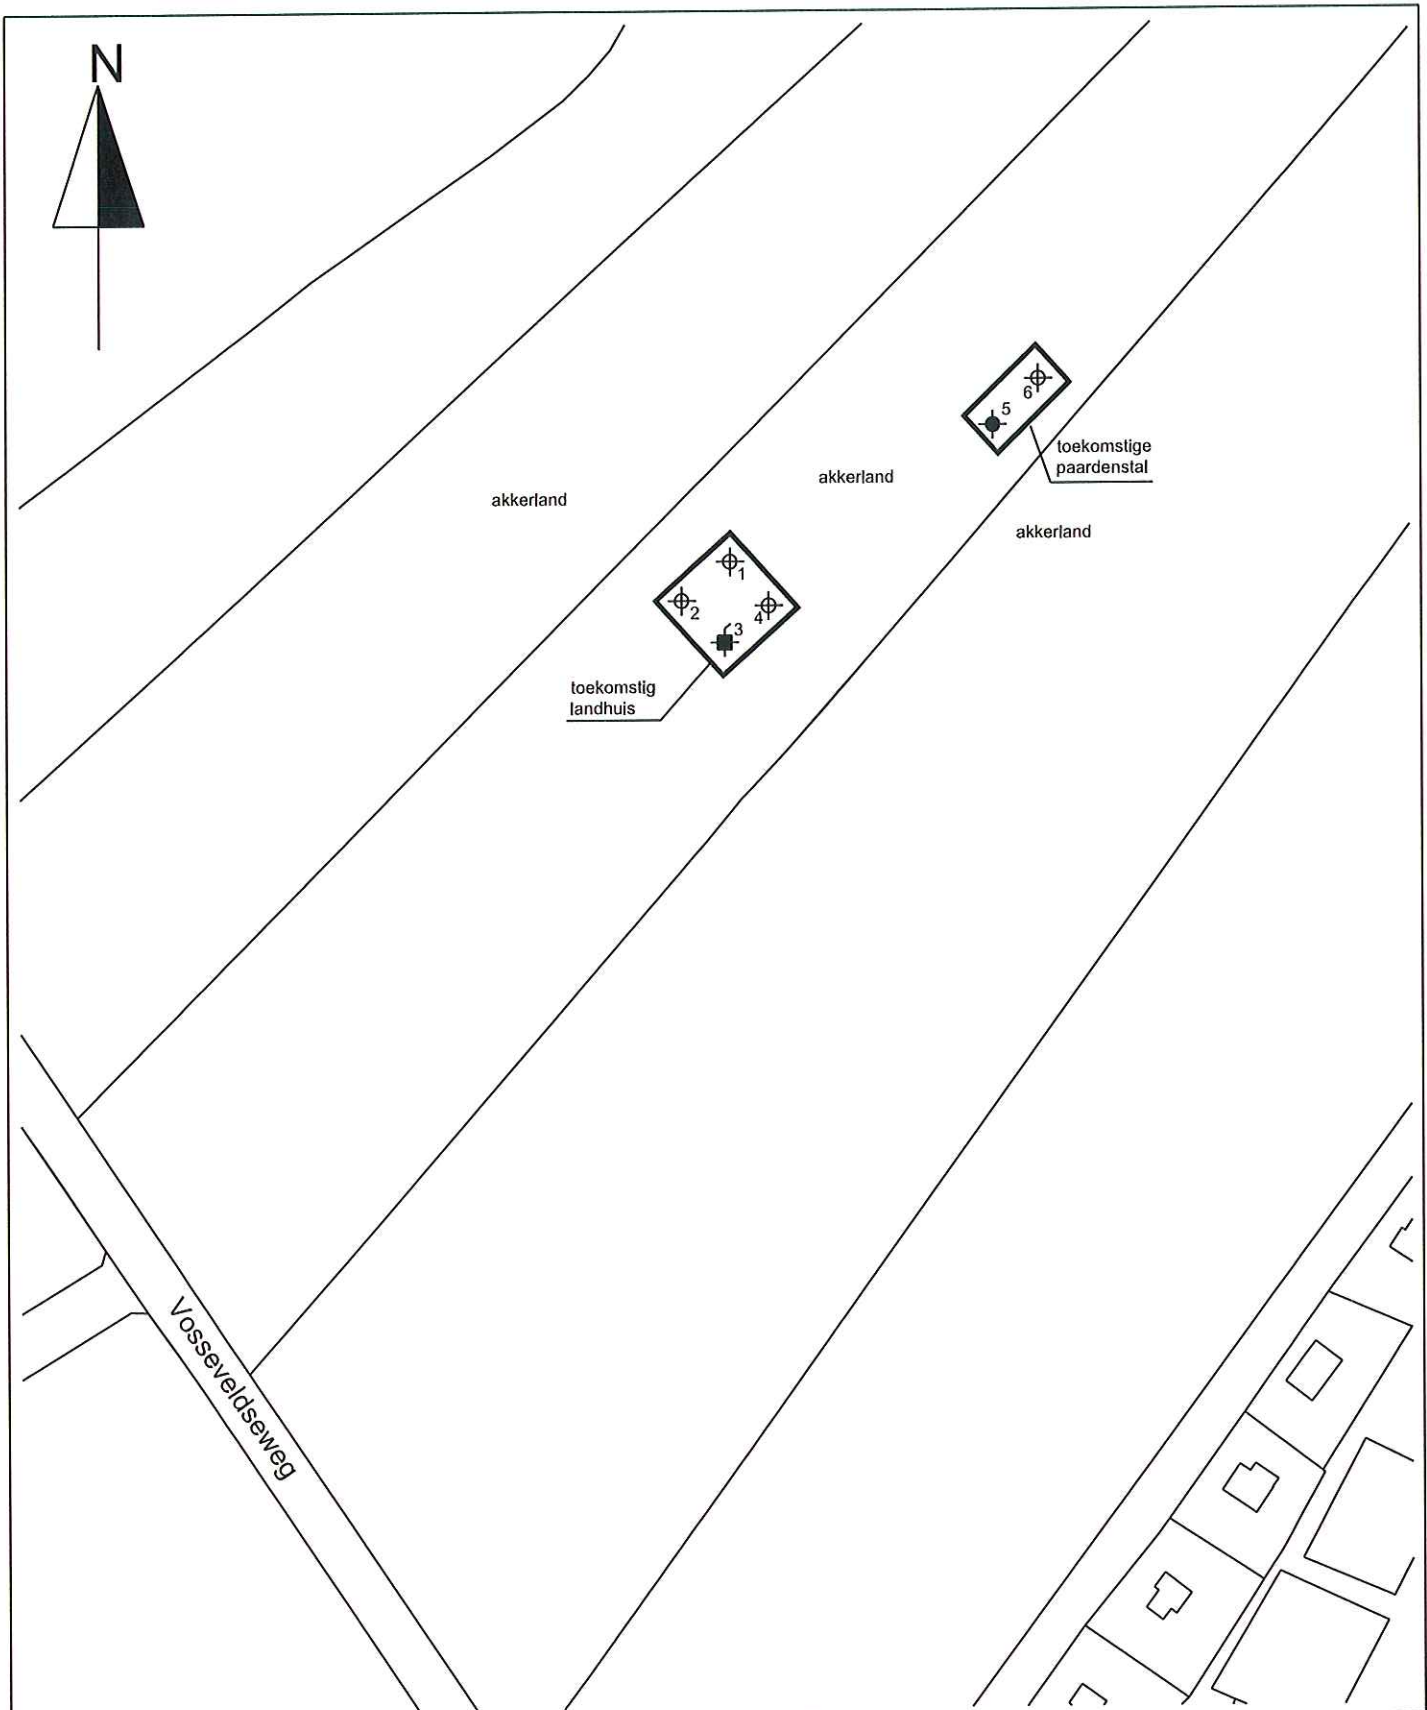 N
6
5
toekomstige
paardenstal
akkerland
akkerland
akkerland
1
2
4
3
toekomstig
landhuis
Vosseveldseweg